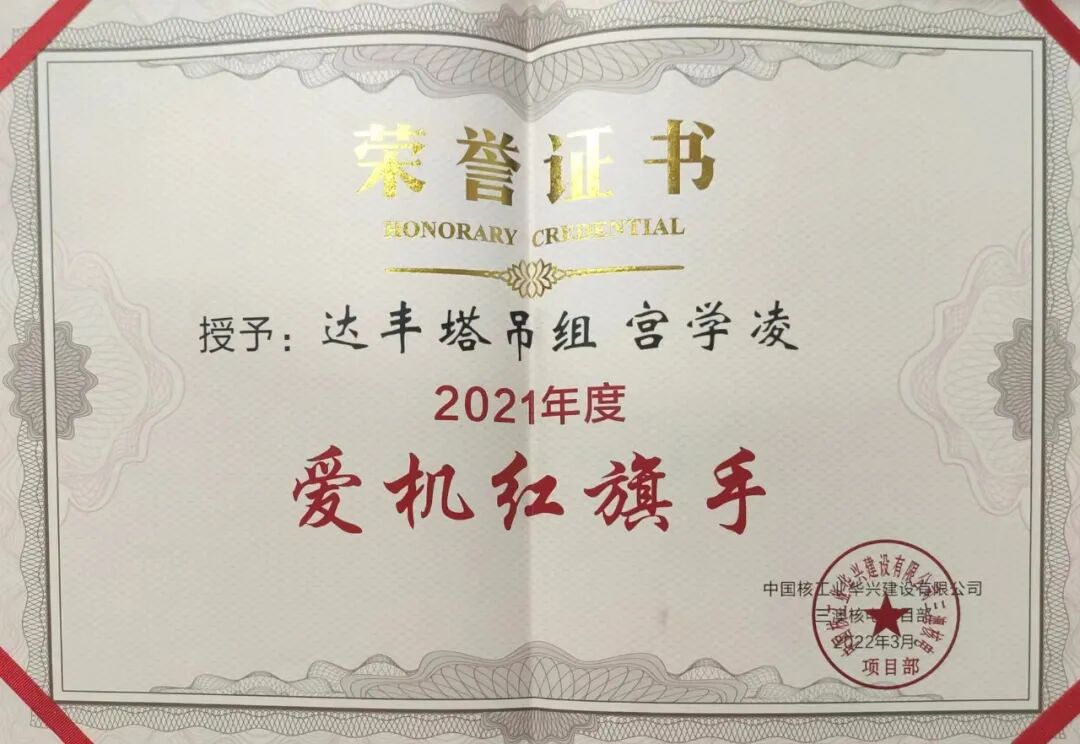 荣誉证书
HONORARY CREDENTIAL
授予：达丰塔吊组 宫学凌
2021年度
爱机红旗手
中国核工业华兴建设有限公司
三澳核电项目部
2022年3月
项目部